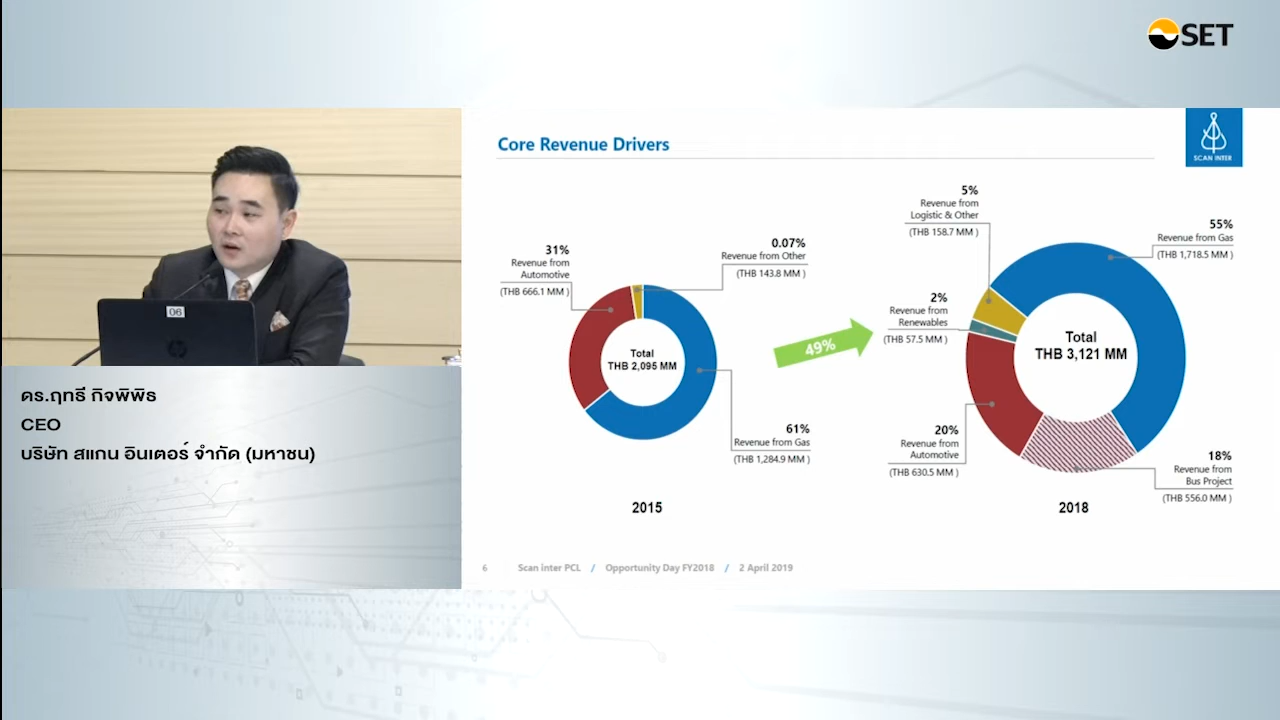 SET
Core Revenue Drivers
SCAN INTER
31%
Revenue from
Automotive
(THB 666.1 MM )
0.07%
Revenue from Other
(THB 143.8 MM )
Total
THB 2,095 MM
61%
Revenue from Gas
(THB 1,284.9 MM )
2015
49%
5%
Revenue from
Logistic & Other
(THB 158.7 MM )
55%
Revenue from Gas
(THB 1,718.5 MM )
2%
Revenue from
Renewables
(THB 57.5 MM )
Total
THB 3,121 MM
20%
Revenue from
Automotive
(THB 630.5 MM )
18%
Revenue from
Bus Project
(THB 556.0 MM )
2018
06
hp
ดร.ฤทธี กิจพิพิธ
CEO
บริษัท สแกน อินเตอร์ จำกัด (มหาชน)
6 Scan inter PCL / Opportunity Day FY2018 / 2 April 2019